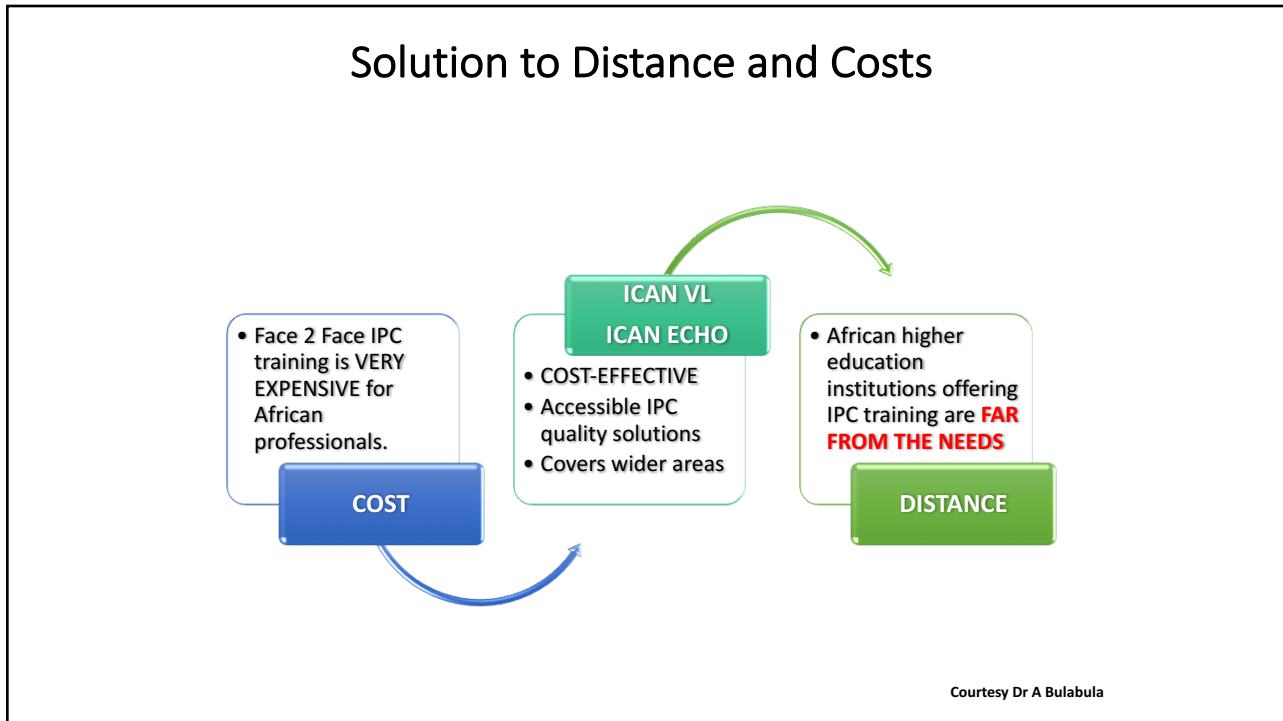 Solution to Distance and Costs
• Face 2 Face IPC
training is VERY
EXPENSIVE for
African
professionals.
COST
ICAN VL
ICAN ECHO
• COST-EFFECTIVE
• Accessible IPC
quality solutions
• Covers wider areas
• African higher
education
institutions offering
IPC training are FAR
FROM THE NEEDS
DISTANCE
Courtesy Dr A Bulabula